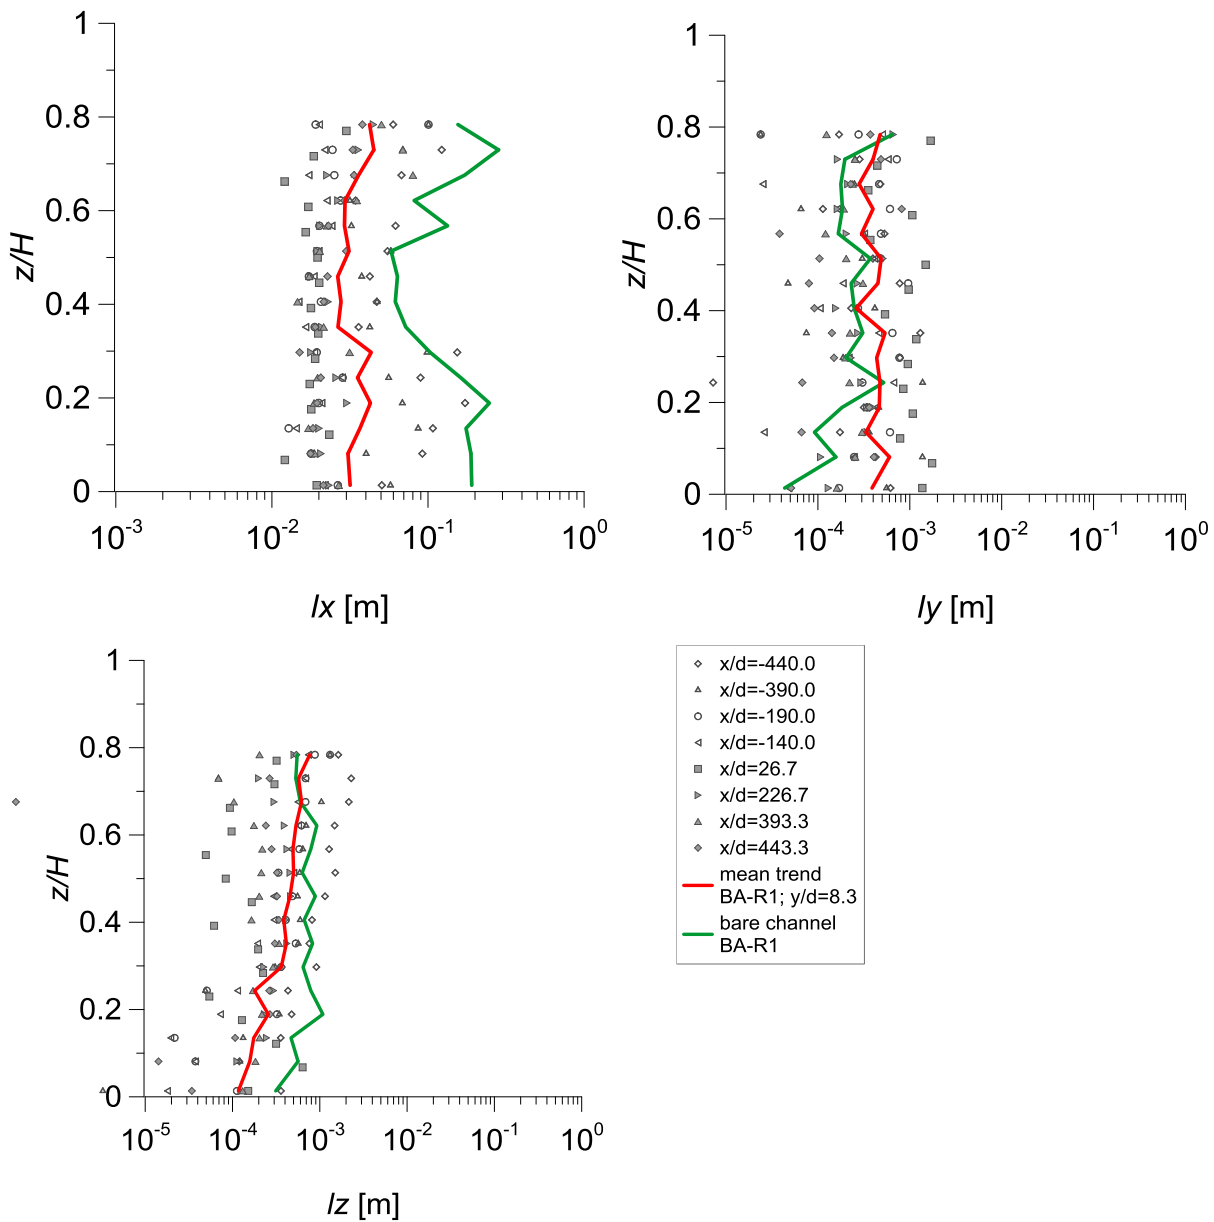 1
0.8
0.6
0.4
0.2
0
z/H
10-3
10-2
10-1
100
lx [m]
1
0.8
0.6
0.4
0.2
0
z/H
10-5
10-4
10-3
10-2
10-1
100
ly [m]
1
0.8
0.6
0.4
0.2
0
z/H
10-5
10-4
10-3
10-2
10-1
100
lz [m]
x/d=-440.0
x/d=-390.0
x/d=-190.0
x/d=-140.0
x/d=26.7
x/d=226.7
x/d=393.3
x/d=443.3
mean trend
BA-R1; y/d=8.3
bare channel
BA-R1